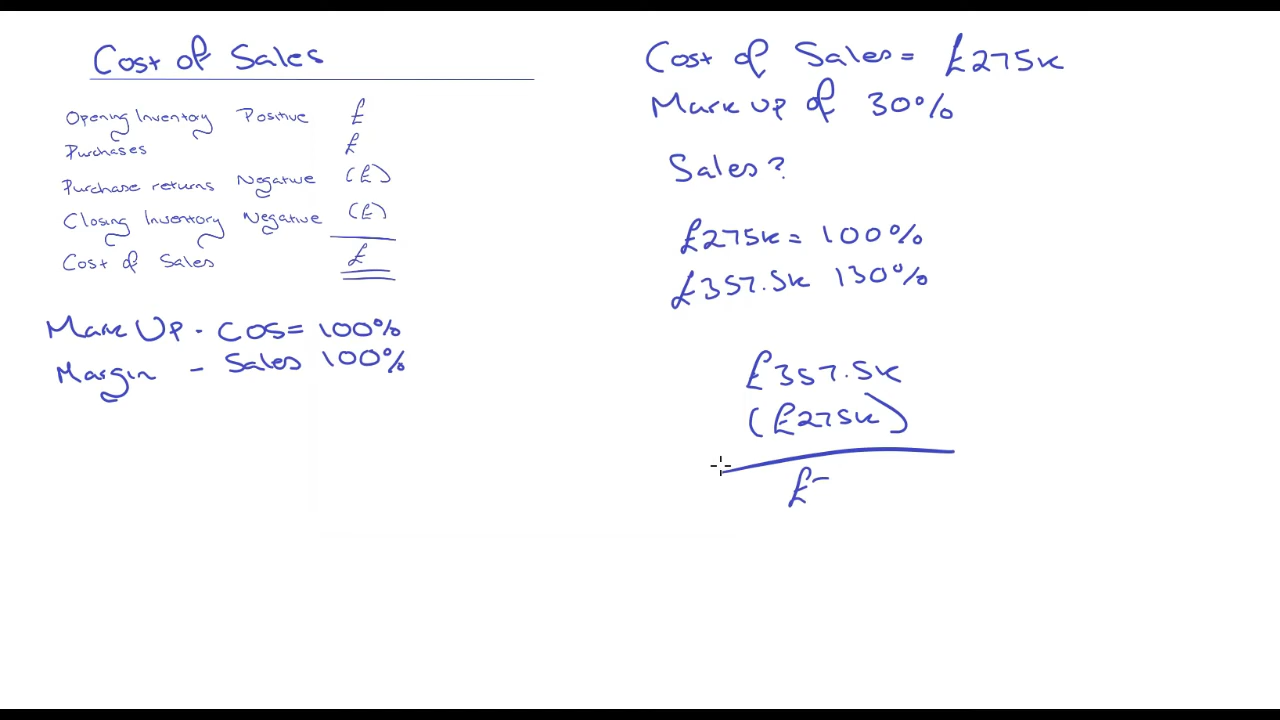 Cost of Sales
Opening Inventory Positive £
Purchases £
Purchase returns Negative (£)
Closing Inventory Negative (£)
Cost of Sales £
Mark Up - COS = 100%
Margin - Sales 100%
Cost of Sales = £275k
Mark up of 30%
Sales?
£275k = 100%
£357.5k 130%
£357.5k
(£275k)
£